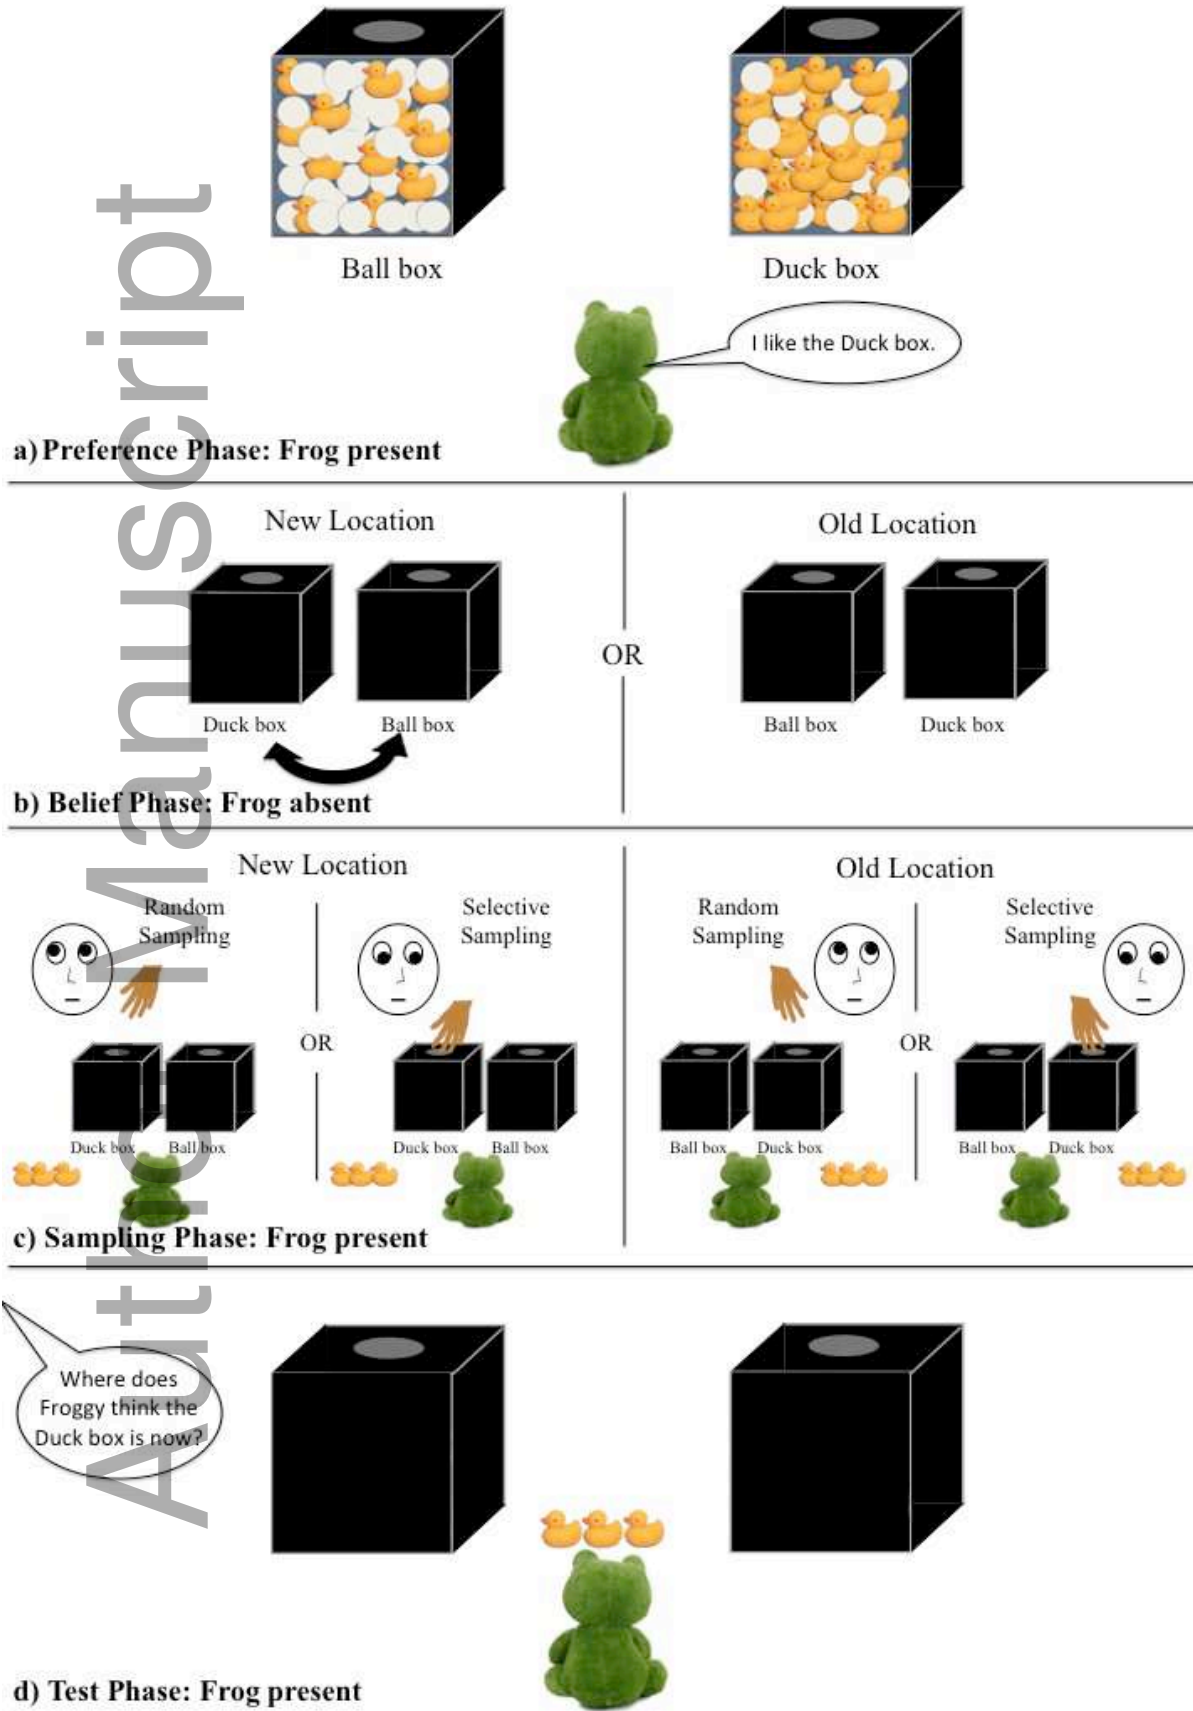 Ball box
Duck box
I like the Duck box.
a) Preference Phase: Frog present
New Location
Old Location
OR
Duck box
Ball box
Ball box
Duck box
b) Belief Phase: Frog absent
New Location
Old Location
Random
Sampling
Selective
Sampling
Random
Sampling
Selective
Sampling
OR
OR
Duck box
Ball box
Duck box
Ball box
Ball box
Duck box
Ball box
Duck box
c) Sampling Phase: Frog present
Where does
Froggy think the
Duck box is now?
d) Test Phase: Frog present
Author Manuscript